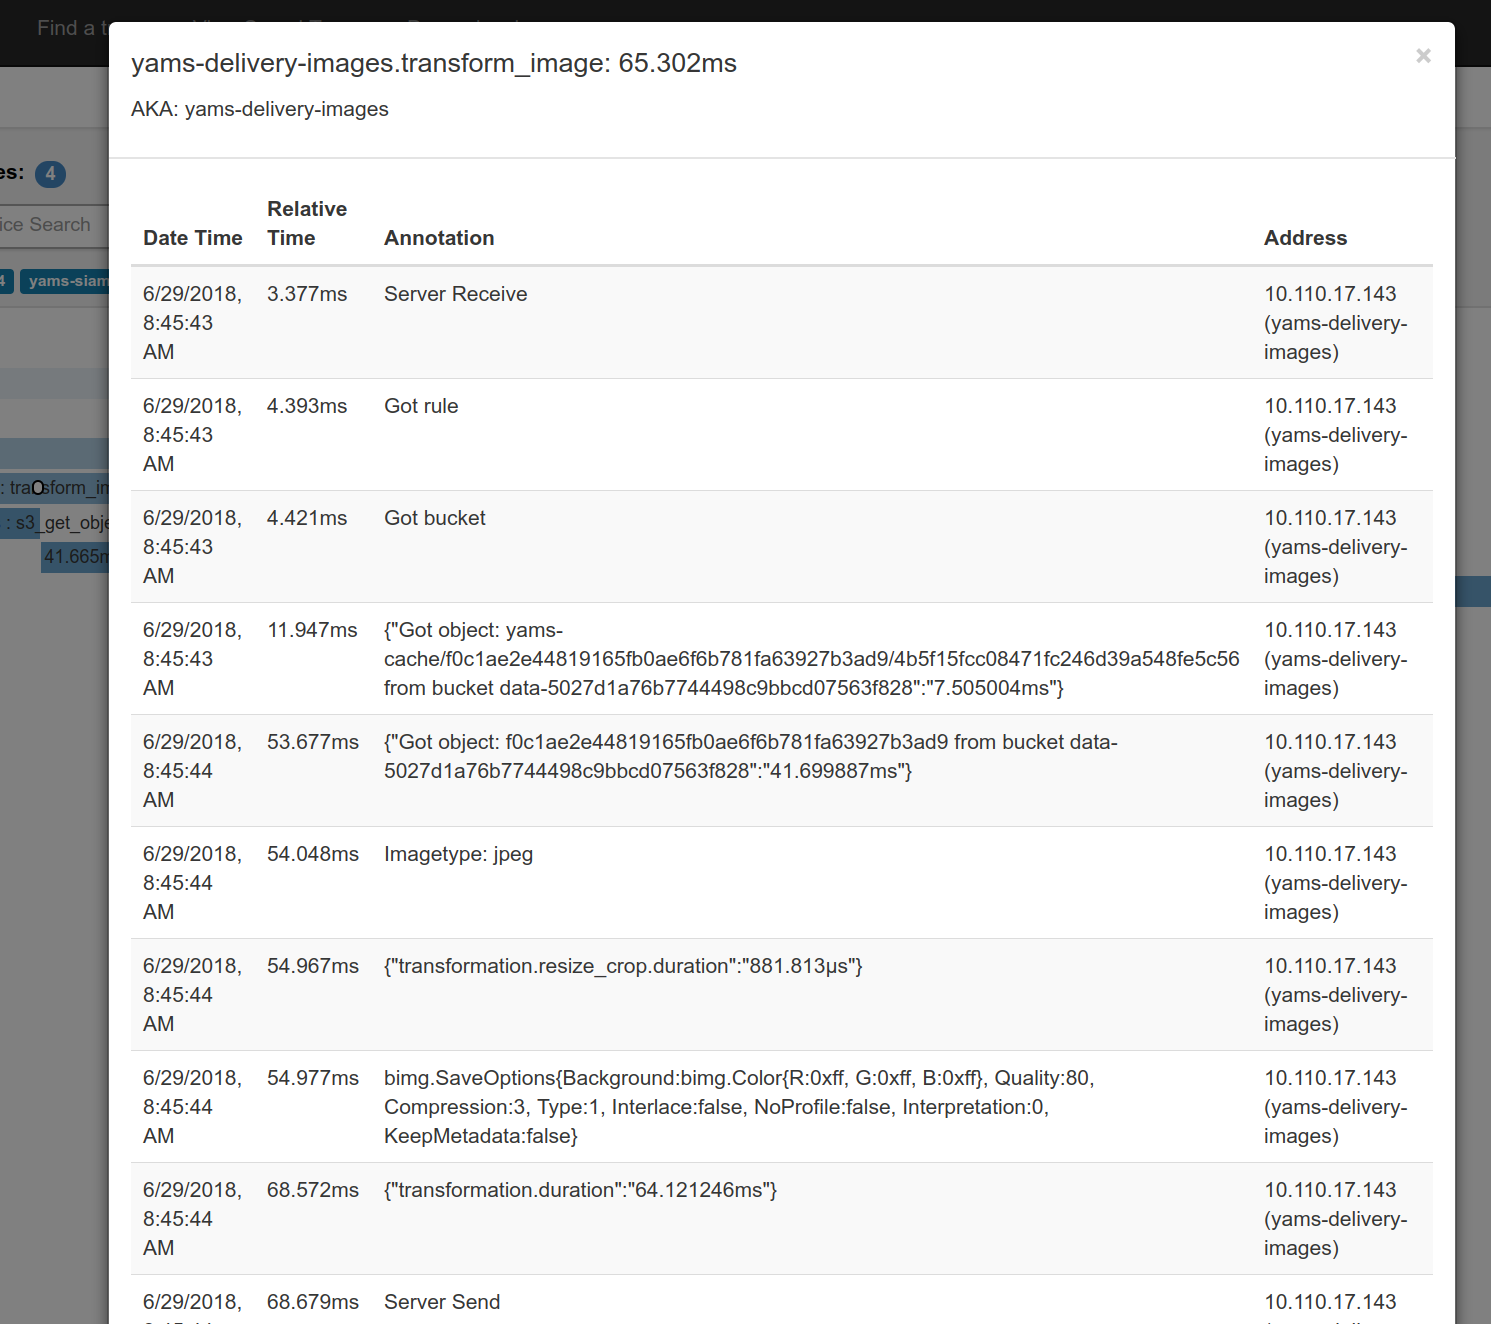 Find a t
yams-delivery-images.transform_image: 65.302ms
×
AKA: yams-delivery-images
es: 4
ice Search
4 yams-siam
: transform_in
: s3_get_obje
41.665m
Date Time Relative Time Annotation Address
6/29/2018, 3.377ms Server Receive 10.110.17.143
8:45:43 (yams-delivery-
AM images)
6/29/2018, 4.393ms Got rule 10.110.17.143
8:45:43 (yams-delivery-
AM images)
6/29/2018, 4.421ms Got bucket 10.110.17.143
8:45:43 (yams-delivery-
AM images)
6/29/2018, 11.947ms {"Got object: yams- 10.110.17.143
8:45:43 cache/f0c1ae2e44819165fb0ae6f6b781fa63927b3ad9/4b5f15fcc08471fc246d39a548fe5c56 (yams-delivery-
AM from bucket data-5027d1a76b7744498c9bbcd07563f828":"7.505004ms"} images)
6/29/2018, 53.677ms {"Got object: f0c1ae2e44819165fb0ae6f6b781fa63927b3ad9 from bucket data- 10.110.17.143
8:45:44 5027d1a76b7744498c9bbcd07563f828":"41.699887ms"} (yams-delivery-
AM images)
6/29/2018, 54.048ms Imagetype: jpeg 10.110.17.143
8:45:44 (yams-delivery-
AM images)
6/29/2018, 54.967ms {"transformation.resize_crop.duration":"881.813µs"} 10.110.17.143
8:45:44 (yams-delivery-
AM images)
6/29/2018, 54.977ms bimg.SaveOptions{Background:bimg.Color{R:0xff, G:0xff, B:0xff}, Quality:80, 10.110.17.143
8:45:44 Compression:3, Type:1, Interlace:false, NoProfile:false, Interpretation:0, (yams-delivery-
AM KeepMetadata:false} images)
6/29/2018, 68.572ms {"transformation.duration":"64.121246ms"} 10.110.17.143
8:45:44 (yams-delivery-
AM images)
6/29/2018, 68.679ms Server Send 10.110.17.143